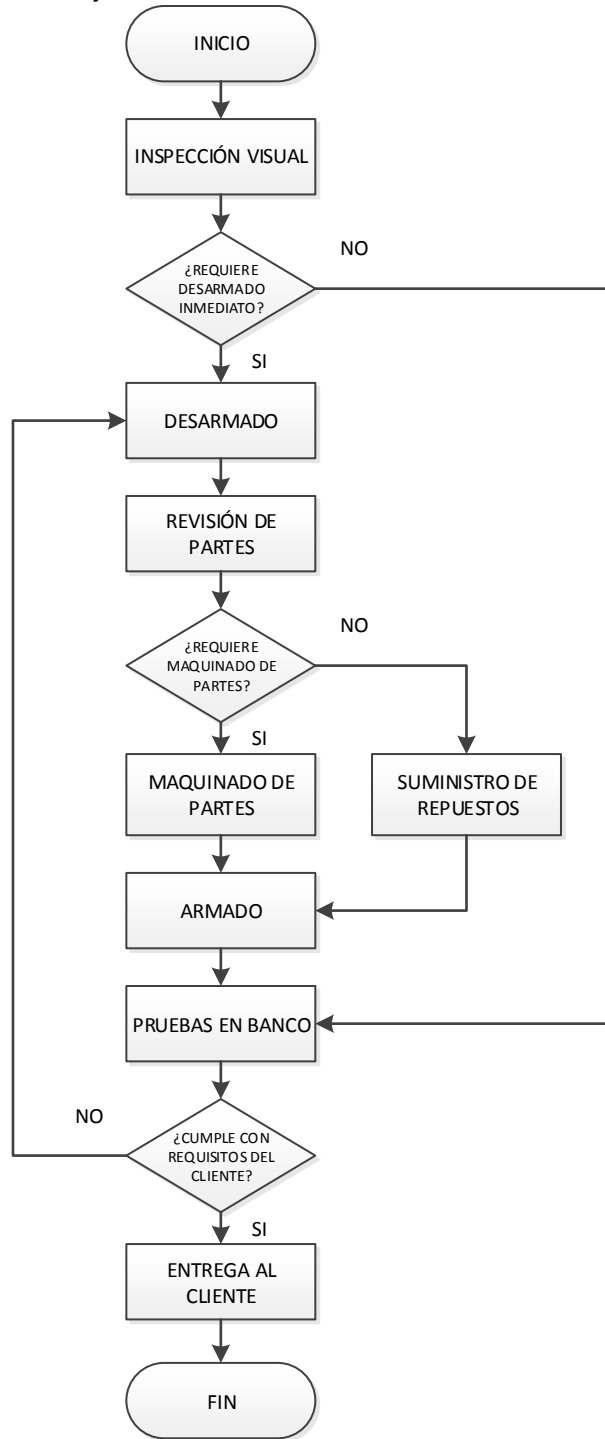 INICIO
INSPECCIÓN VISUAL
NO
¿REQUIERE
DESARMADO
INMEDIATO?
SI
DESARMADO
REVISIÓN DE
PARTES
NO
¿REQUIERE
MAQUINADO DE
PARTES?
SI
MAQUINADO DE
PARTES
SUMINISTRO DE
REPUESTOS
ARMADO
PRUEBAS EN BANCO
NO
¿CUMPLE CON
REQUISITOS DEL
CLIENTE?
SI
ENTREGA AL
CLIENTE
FIN